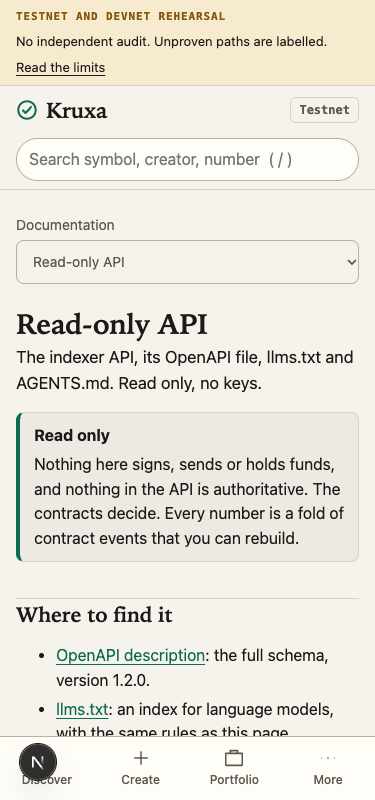 TESTNET AND DEVNET REHEARSAL
No independent audit. Unproven paths are labelled.
Read the limits
Kruxa
Testnet
Search symbol, creator, number ( / )
Documentation
Read-only API
Read-only API
The indexer API, its OpenAPI file, llms.txt and
AGENTS.md. Read only, no keys.
Read only
Nothing here signs, sends or holds funds,
and nothing in the API is authoritative. The
contracts decide. Every number is a fold of
contract events that you can rebuild.
Where to find it
OpenAPI description: the full schema,
version 1.2.0.
llms.txt: an index for language models,
with the same rules as this page
N
Discover
Create
Portfolio
More